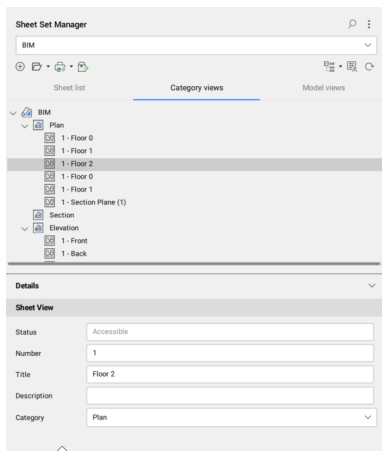 Sheet Set Manager
BIM
Sheet list
Category views
Model views
BIM
Plan
1 - Floor 0
1 - Floor 1
1 - Floor 2
1 - Floor 0
1 - Floor 1
1 - Section Plane (1)
Section
Elevation
1 - Front
1 - Back
Details
Sheet View
Status Accessible
Number 1
Title Floor 2
Description
Category Plan